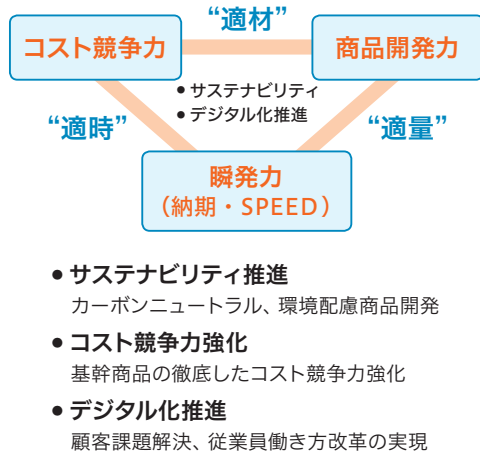 “適材”
コスト競争力
商品開発力
● サステナビリティ
● デジタル化推進
“適時”
“適量”
瞬発力
（納期・SPEED）
● サステナビリティ推進
カーボンニュートラル、環境配慮商品開発
● コスト競争力強化
基幹商品の徹底したコスト競争力強化
● デジタル化推進
顧客課題解決、従業員働き方改革の実現